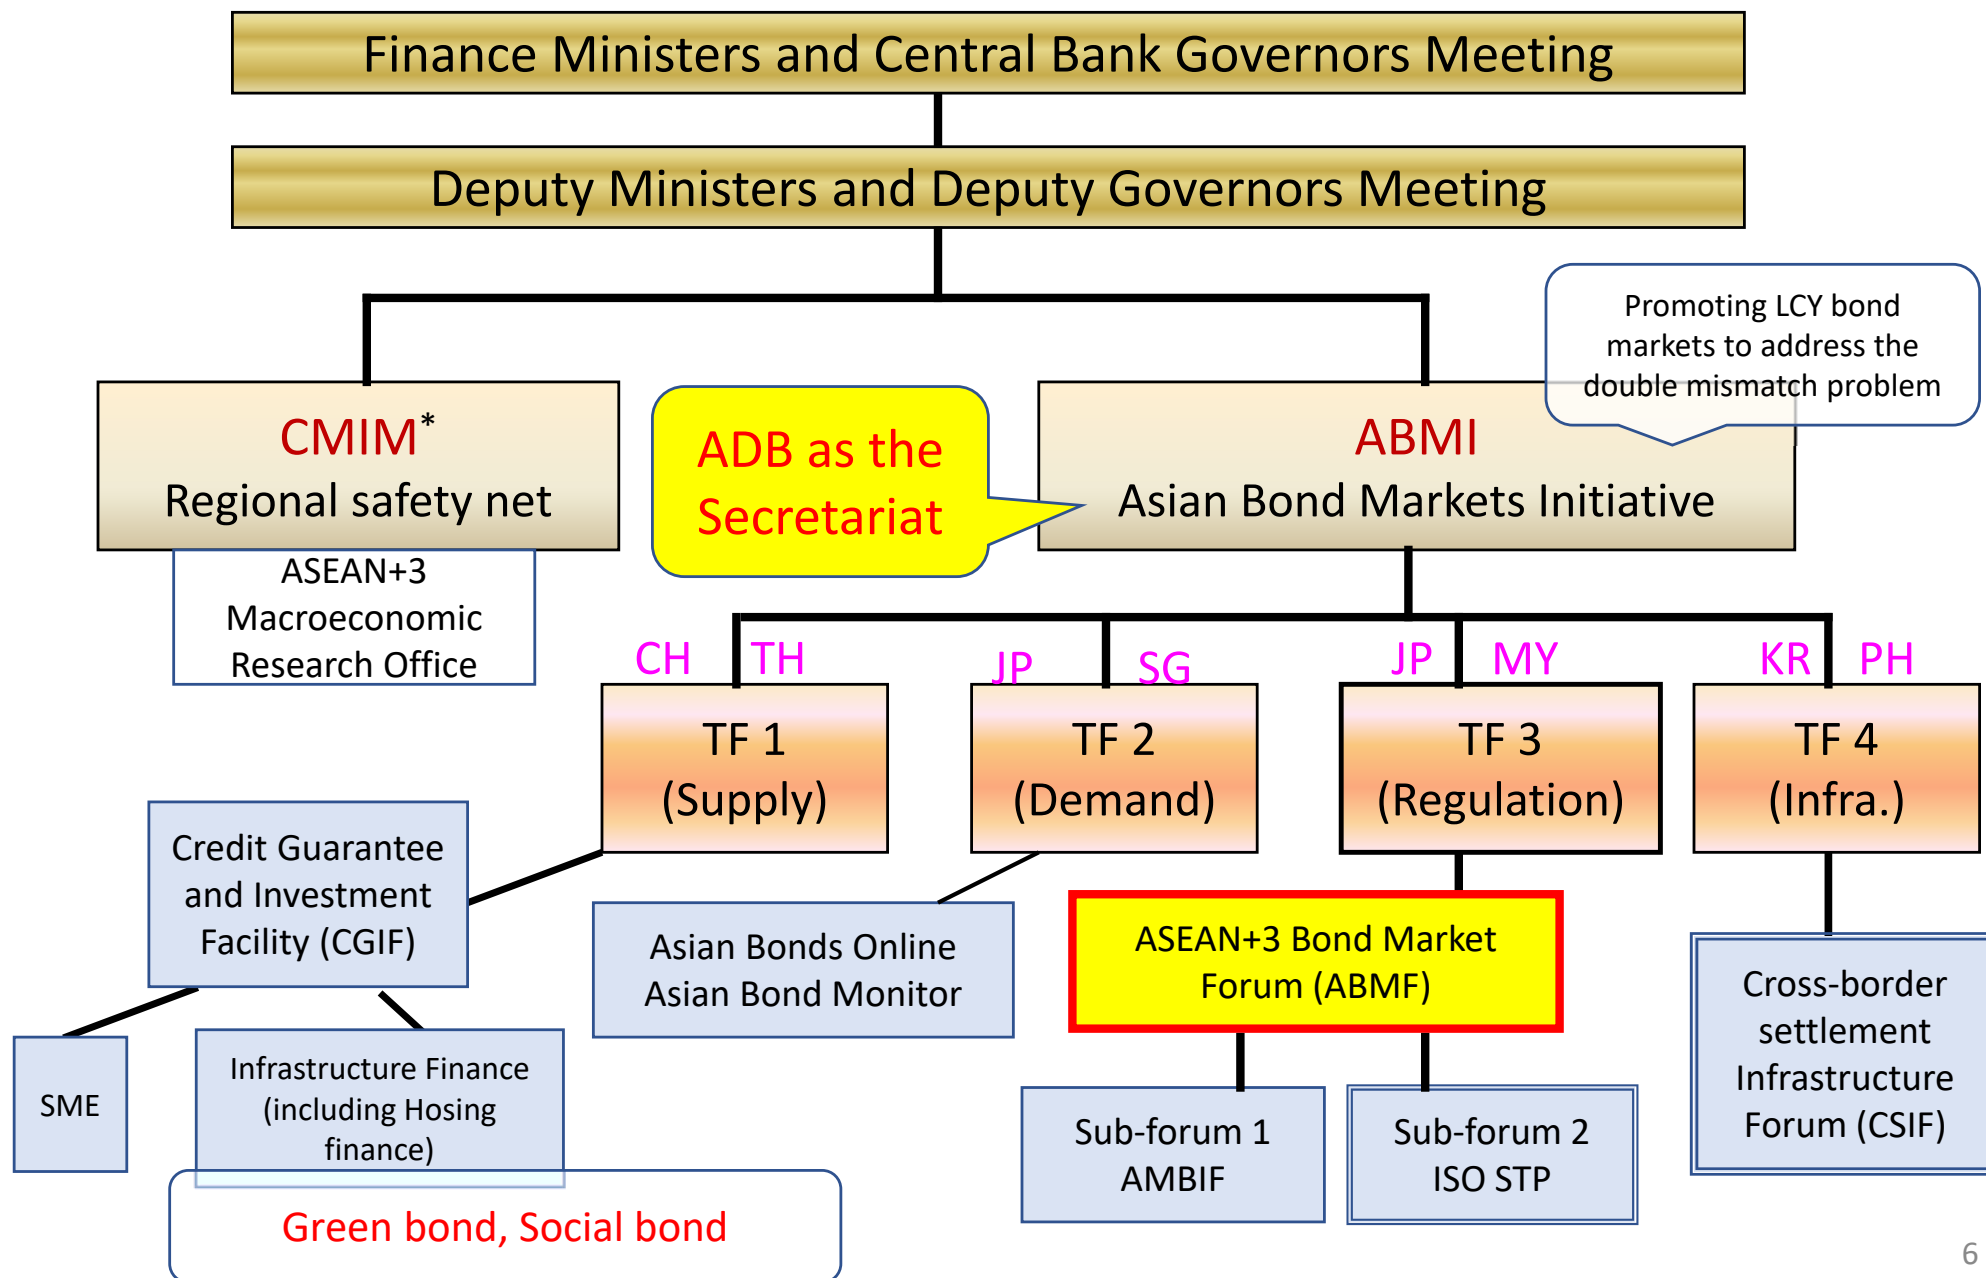 Finance Ministers and Central Bank Governors Meeting
Deputy Ministers and Deputy Governors Meeting
Promoting LCY bond
markets to address the
double mismatch problem
CMIM*
Regional safety net
ADB as the
Secretariat
ABMI
Asian Bond Markets Initiative
ASEAN+3
Macroeconomic
Research Office
CH TH
JP SG
JP MY
KR PH
TF 1
(Supply)
TF 2
(Demand)
TF 3
(Regulation)
TF 4
(Infra.)
Credit Guarantee
and Investment
Facility (CGIF)
Asian Bonds Online
Asian Bond Monitor
ASEAN+3 Bond Market
Forum (ABMF)
Cross-border
settlement
Infrastructure
Forum (CSIF)
SME
Infrastructure Finance
(including Hosing
finance)
Sub-forum 1
AMBIF
Sub-forum 2
ISO STP
Green bond, Social bond
6